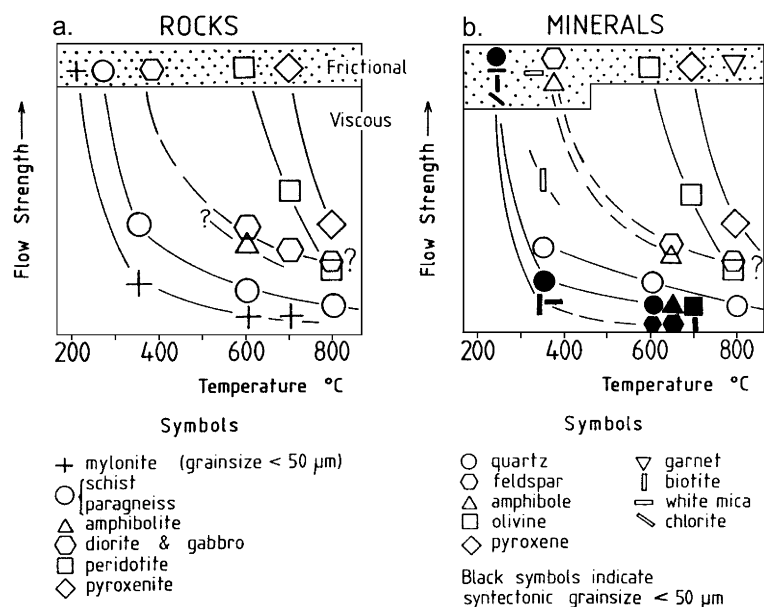 a. ROCKS
Frictional
Viscous
Flow Strength
?
?
200 400 600 800
Temperature °C
Symbols
mylonite (grainsize < 50 µm)
schist
paragneiss
amphibolite
diorite & gabbro
peridotite
pyroxenite
b. MINERALS
Flow Strength
?
200 400 600 800
Temperature °C
Symbols
quartz
feldspar
amphibole
olivine
pyroxene
garnet
biotite
white mica
chlorite
Black symbols indicate
syntectonic grainsize < 50 µm